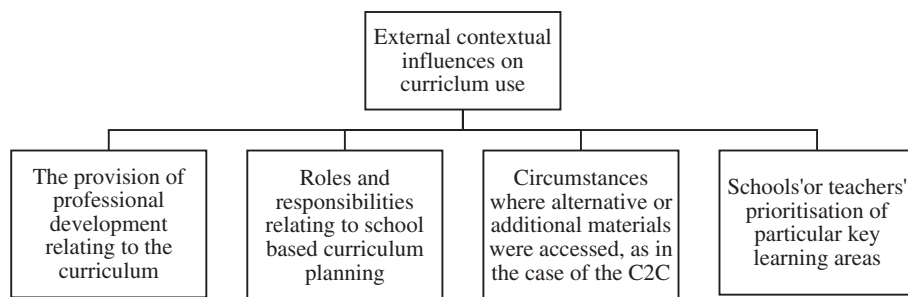 External contextual
influences on
curriclum use
The provision of
professional
development
relating to the
curriculum
Roles and
responsibilities
relating to school
based curriculum
planning
Circumstances
where alternative or
additional materials
were accessed, as in
the case of the C2C
Schools'or teachers'
prioritisation of
particular key
learning areas